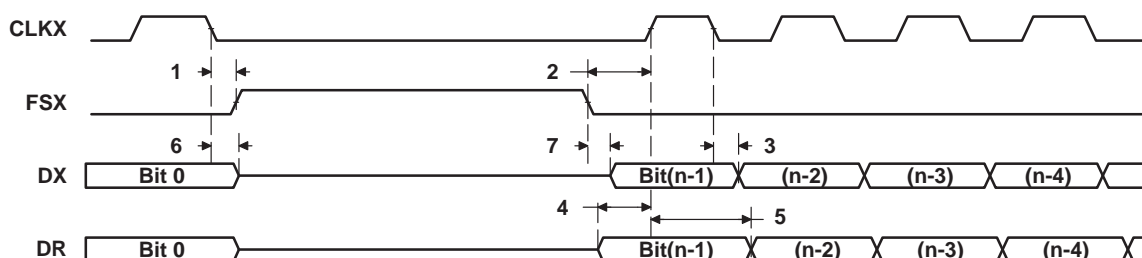 CLKX
1 2
FSX
6 7 3
DX Bit 0 Bit(n-1) (n-2) (n-3) (n-4)
4 5
DR Bit 0 Bit(n-1) (n-2) (n-3) (n-4)